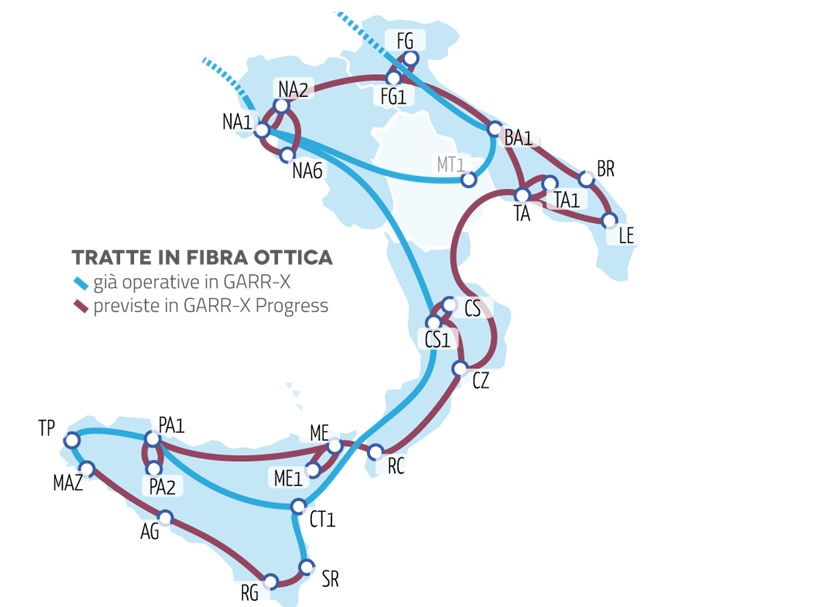 FG
FG1
NA2
NA1
NA6
BA1
MT1
BR
TA1
TA
LE
TRATTE IN FIBRA OTTICA
già operative in GARR-X
previste in GARR-X Progress
CS
CS1
CZ
TP
PA1
ME
RC
MAZ
PA2
ME1
AG
CT1
RG
SR